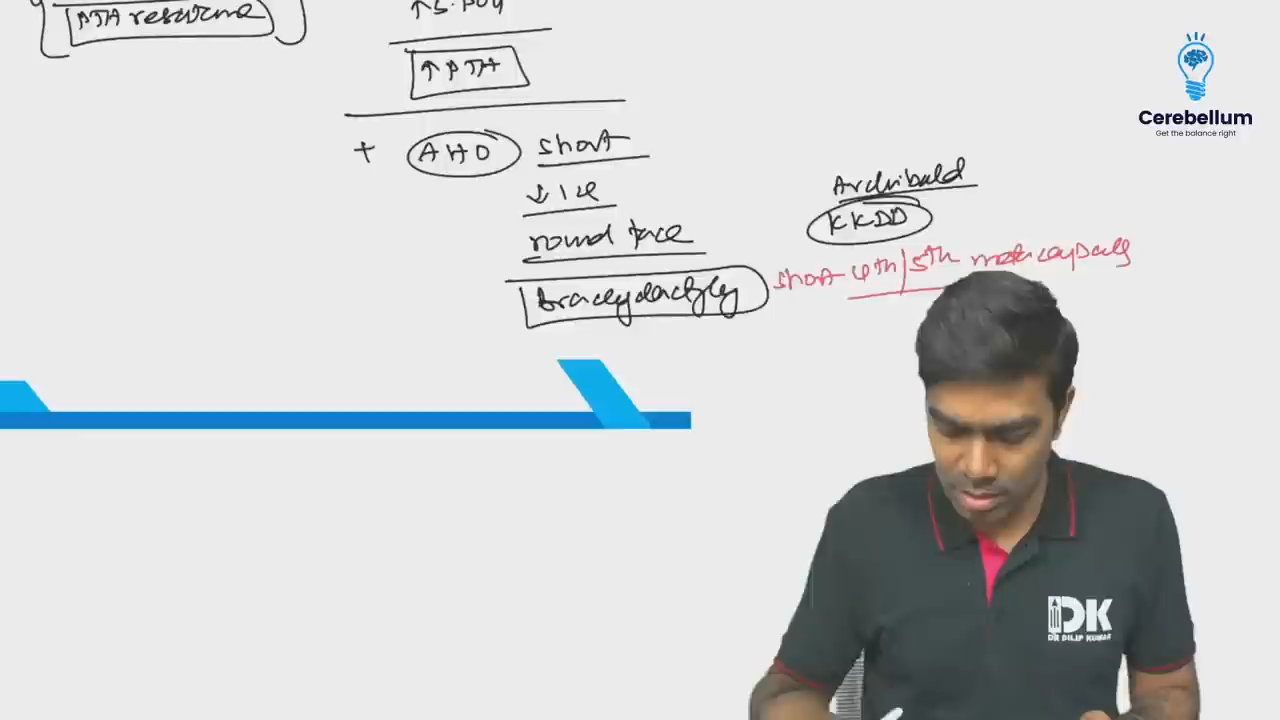 PTH resistance
↑S. PO4
↑ PTH
+ AHO short
↓ IQ
round face
Brachydactyly
Archibald
KKDD
short 4th/5th metacarpals
Cerebellum
Get the balance right
DK
DR DILIP KUMAR